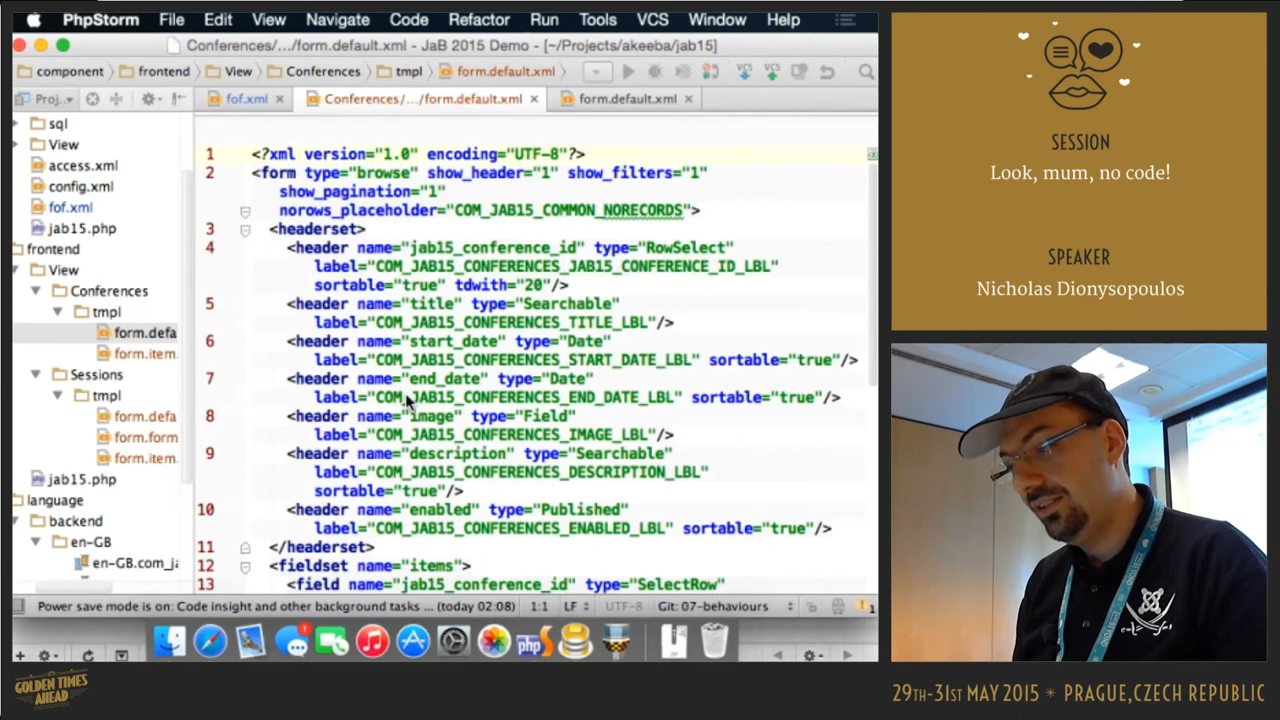 PhpStorm File Edit View Navigate Code Refactor Run Tools VCS Window Help
Conferences/.../form.default.xml - JaB 2015 Demo - [~/Projects/akeeba/jab15]
component frontend View Conferences tmpl form.default.xml
VCS VCS
Proj... fof.xml Conferences/.../form.default.xml form.default.xml
sql
View
access.xml
config.xml
fof.xml
jab15.php
frontend
View
Conferences
tmpl
form.defa
form.item.
Sessions
tmpl
form.defa
form.form
form.item.
jab15.php
language
backend
en-GB
en-GB.com_ja
1 <?xml version="1.0" encoding="UTF-8"?>
2 <form type="browse" show_header="1" show_filters="1"
show_pagination="1"
norows_placeholder="COM_JAB15_COMMON_NORECORDS">
3 <headerset>
4 <header name="jab15_conference_id" type="RowSelect"
label="COM_JAB15_CONFERENCES_JAB15_CONFERENCE_ID_LBL"
sortable="true" tdwith="20"/>
5 <header name="title" type="Searchable"
label="COM_JAB15_CONFERENCES_TITLE_LBL"/>
6 <header name="start_date" type="Date"
label="COM_JAB15_CONFERENCES_START_DATE_LBL" sortable="true"/>
7 <header name="end_date" type="Date"
label="COM_JAB15_CONFERENCES_END_DATE_LBL" sortable="true"/>
8 <header name="image" type="Field"
label="COM_JAB15_CONFERENCES_IMAGE_LBL"/>
9 <header name="description" type="Searchable"
label="COM_JAB15_CONFERENCES_DESCRIPTION_LBL"
sortable="true"/>
10 <header name="enabled" type="Published"
label="COM_JAB15_CONFERENCES_ENABLED_LBL" sortable="true"/>
11 </headerset>
12 <fieldset name="items">
13 <field name="jab15_conference_id" type="SelectRow"
Power save mode is on: Code insight and other background tasks ... (today 02:08) 1:1 LF UTF-8 Git: 07-behaviours 1
1
php
SESSION
Look, mum, no code!
SPEAKER
Nicholas Dionysopoulos
GOLDEN TIMES
AHEAD
29TH-31ST MAY 2015 * PRAGUE, CZECH REPUBLIC